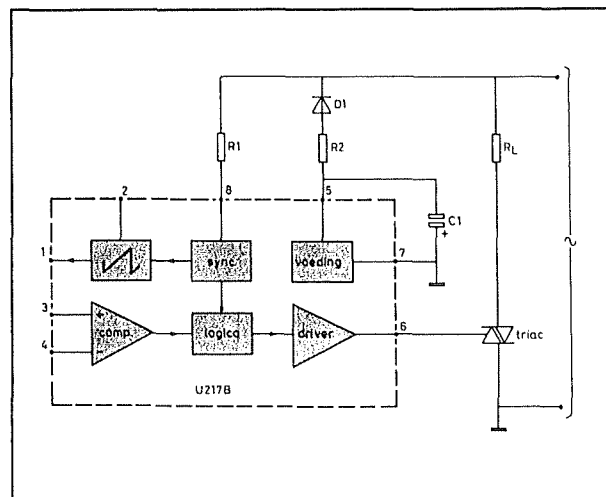 D1
R1
R2
RL
2
8
5
C1
+
1
sync.
voeding
7
3
+
comp.
logica
driver
6
4
-
triac
U217B
~